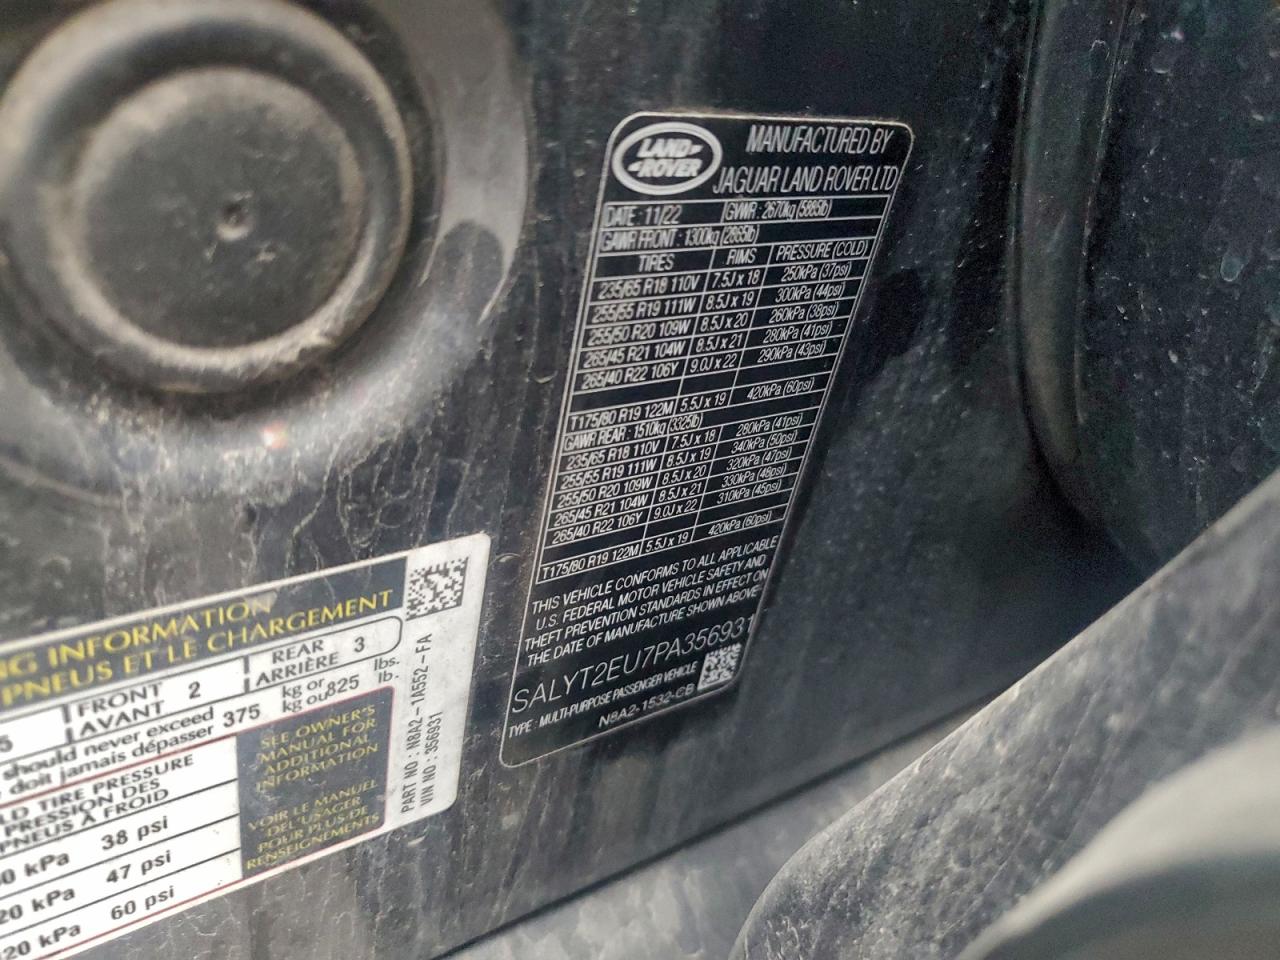 LAND ROVER
MANUFACTURED BY
JAGUAR LAND ROVER LTD
DATE : 11/22 GVWR : 2670kg (5885lb)
GAWR FRONT : 1300kg (2865lb)
TIRES RIMS PRESSURE (COLD)
235/65 R18 110V 7.5J x 18 250kPa (37psi)
255/55 R19 111W 8.5J x 19 300kPa (44psi)
255/50 R20 109W 8.5J x 20 260kPa (38psi)
265/45 R21 104W 8.5J x 21 280kPa (41psi)
265/40 R22 106Y 9.0J x 22 290kPa (43psi)
T175/80 R19 122M 5.5J x 19 420kPa (60psi)
GAWR REAR : 1510kg (3325lb)
235/65 R18 110V 7.5J x 18 280kPa (41psi)
255/55 R19 111W 8.5J x 19 340kPa (50psi)
255/50 R20 109W 8.5J x 20 320kPa (47psi)
265/45 R21 104W 8.5J x 21 330kPa (48psi)
265/40 R22 106Y 9.0J x 22 310kPa (45psi)
T175/80 R19 122M 5.5J x 19 420kPa (60psi)
THIS VEHICLE CONFORMS TO ALL APPLICABLE
U.S. FEDERAL MOTOR VEHICLE SAFETY AND
THEFT PREVENTION STANDARDS IN EFFECT ON
THE DATE OF MANUFACTURE SHOWN ABOVE
SALYT2EU7PA356931
TYPE : MULTI-PURPOSE PASSENGER VEHICLE
N8A2-1532-CB
NG INFORMATION
PNEUS ET LE CHARGEMENT
5 FRONT AVANT 2 REAR ARRIÈRE 3
should never exceed
doit jamais dépasser 375 kg or kg ou 825 lbs. lb.
LD TIRE PRESSURE
PRESSION DES
PNEUS À FROID
0 kPa 38 psi
20 kPa 47 psi
20 kPa 60 psi
SEE OWNER'S
MANUAL FOR
ADDITIONAL
INFORMATION
VOIR LE MANUEL
DE L'USAGER
POUR PLUS DE
RENSEIGNEMENTS
PART NO : N8A2-1A552-FA
VIN NO : 356931